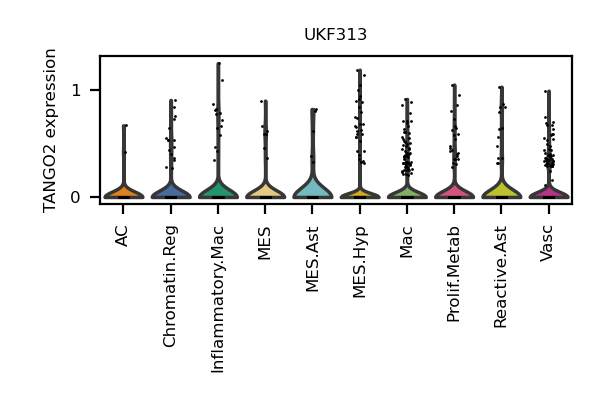 UKF313
TANGO2 expression
1
0
AC
Chromatin.Reg
Inflammatory.Mac
MES
MES.Ast
MES.Hyp
Mac
Prolif.Metab
Reactive.Ast
Vasc